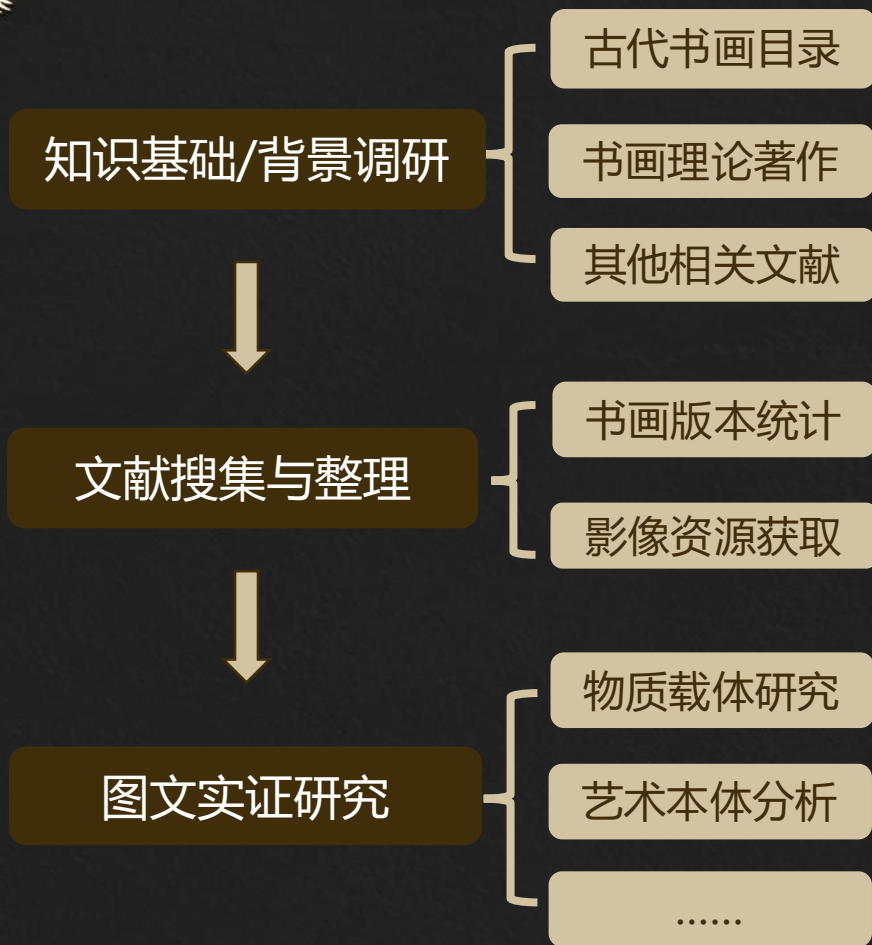 知识基础/背景调研
古代书画目录
书画理论著作
其他相关文献
文献搜集与整理
书画版本统计
影像资源获取
图文实证研究
物质载体研究
艺术本体分析
……